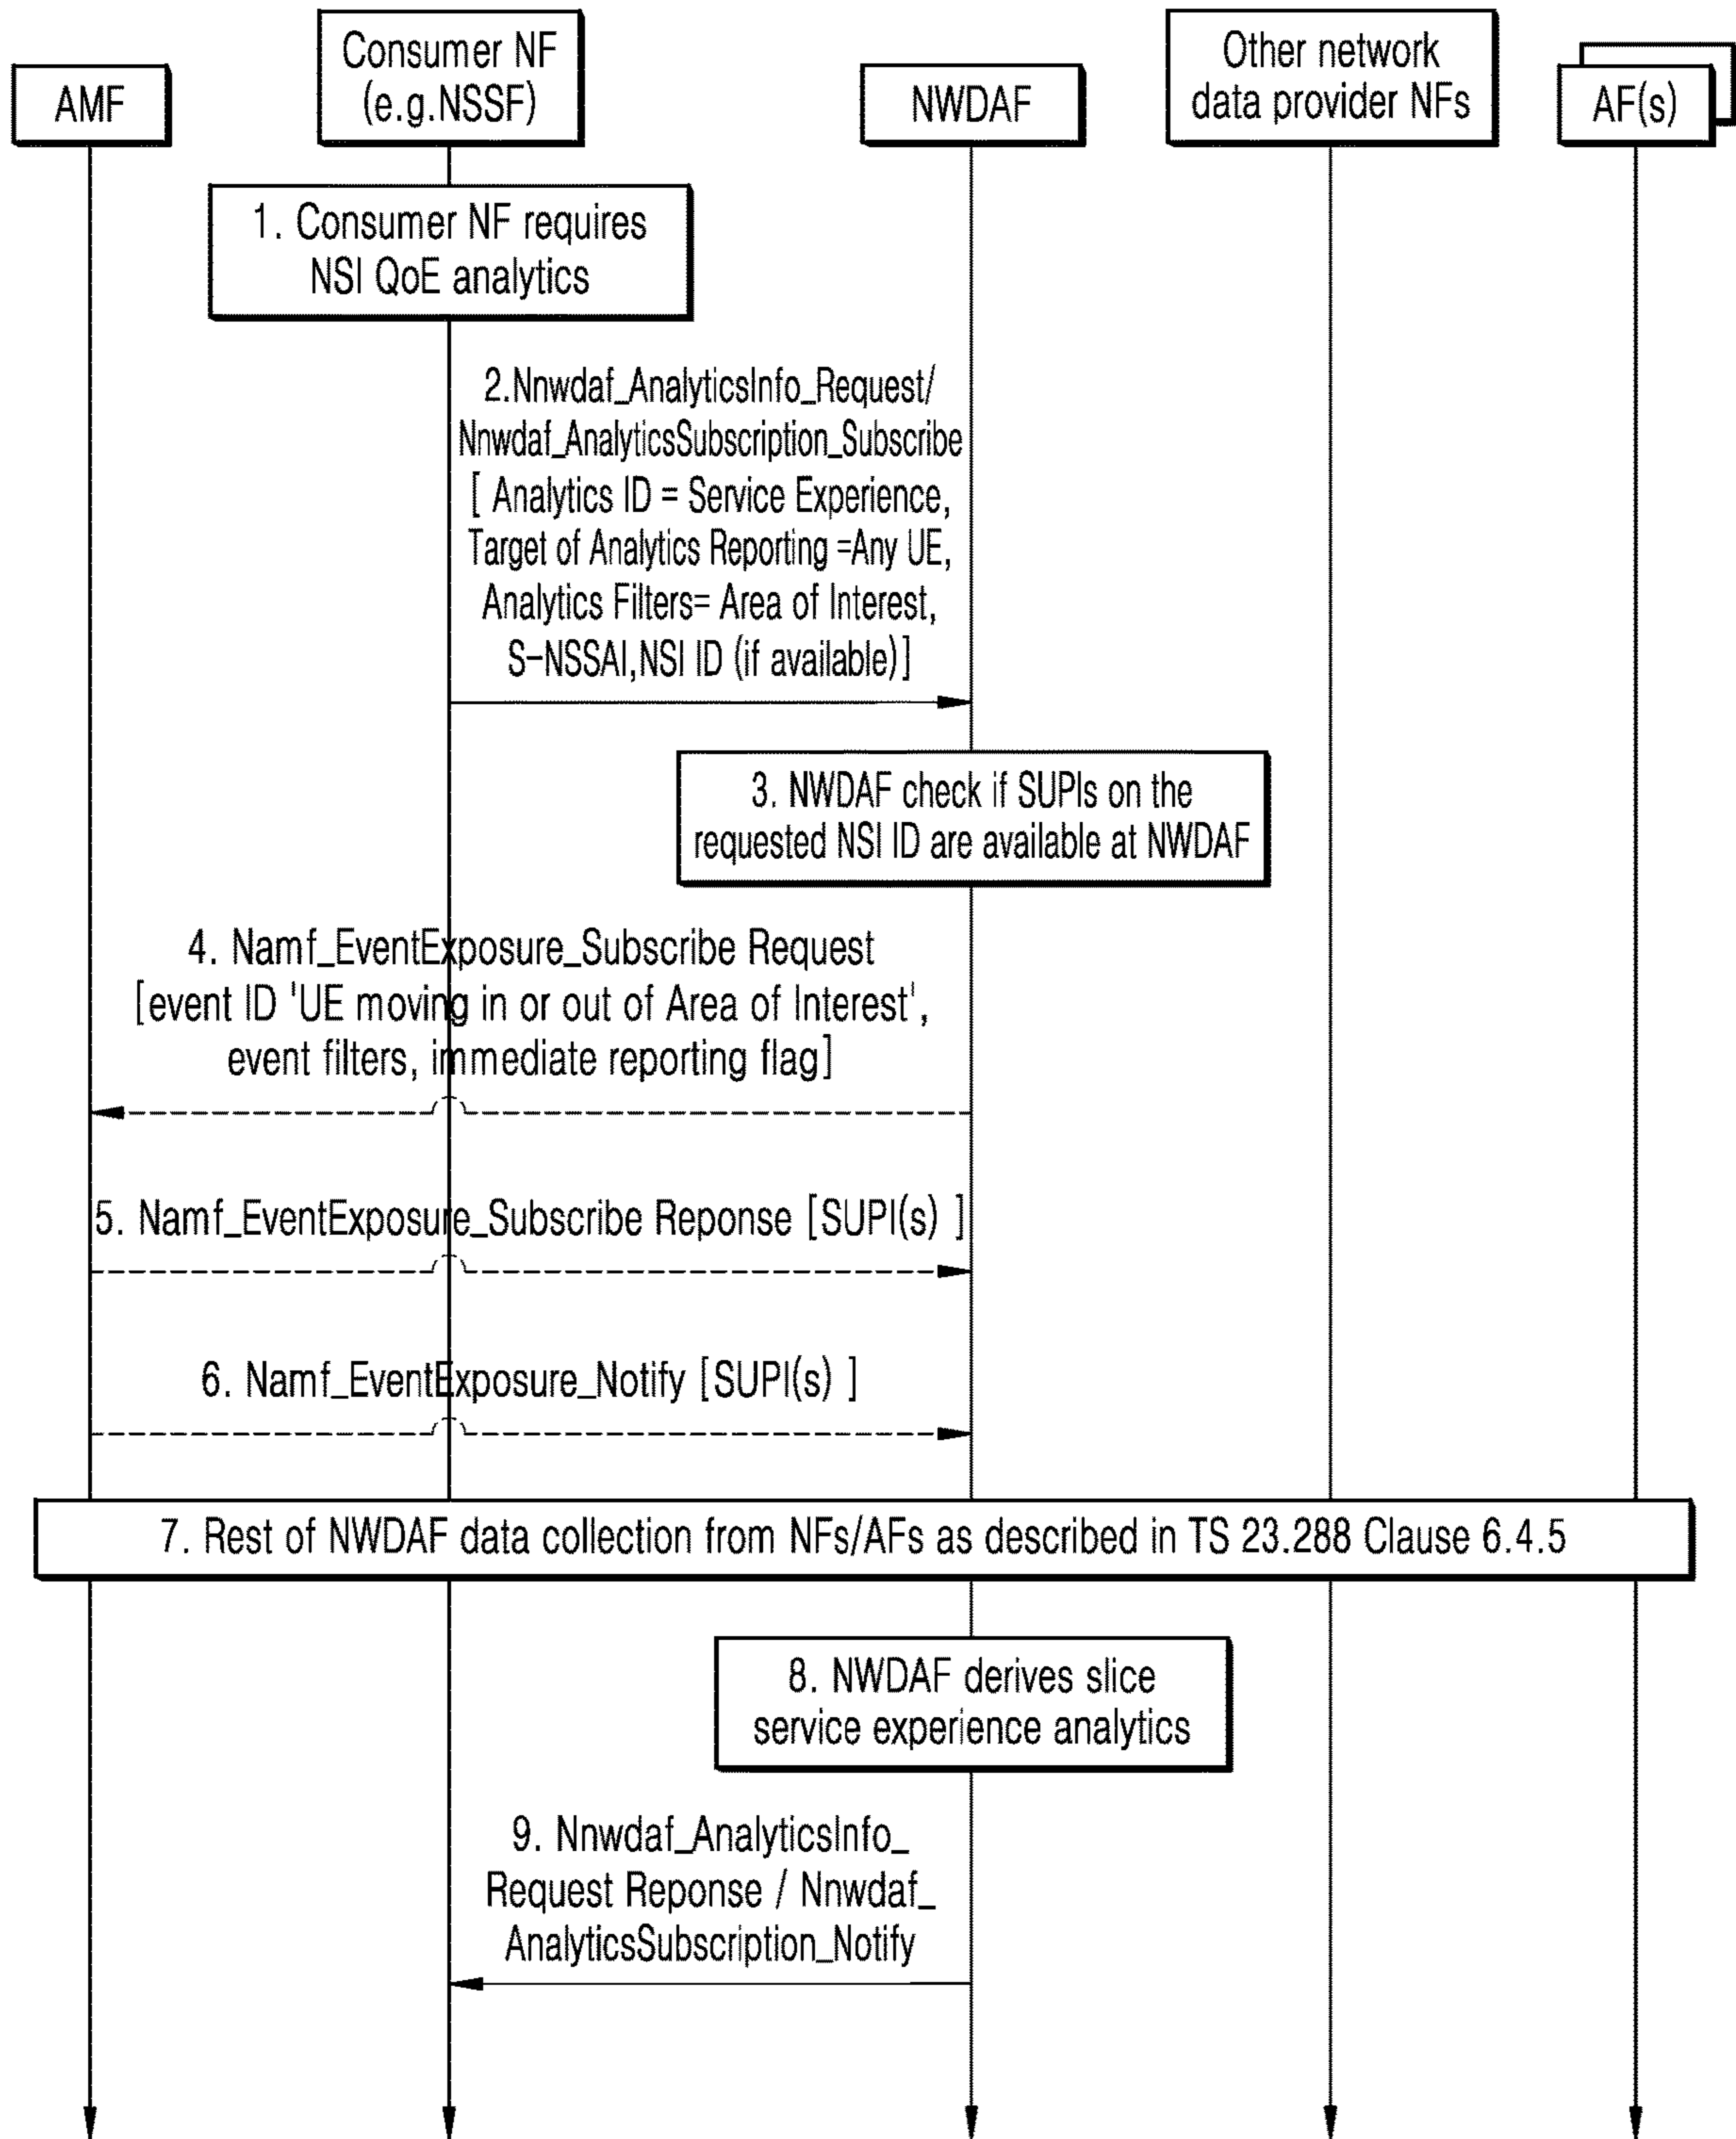 AMF
Consumer NF
(e.g.NSSF)
NWDAF
Other network
data provider NFs
AF(s)
1. Consumer NF requires
NSI QoE analytics
2.Nnwdaf_AnalyticsInfo_Request/
Nnwdaf_AnalyticsSubscription_Subscribe
[ Analytics ID = Service Experience,
Target of Analytics Reporting =Any UE,
Analytics Filters= Area of Interest,
S-NSSAI,NSI ID (if available)]
3. NWDAF check if SUPIs on the
requested NSI ID are available at NWDAF
4. Namf_EventExposure_Subscribe Request
[event ID 'UE moving in or out of Area of Interest',
event filters, immediate reporting flag]
5. Namf_EventExposure_Subscribe Reponse [SUPI(s) ]
6. Namf_EventExposure_Notify [SUPI(s) ]
7. Rest of NWDAF data collection from NFs/AFs as described in TS 23.288 Clause 6.4.5
8. NWDAF derives slice
service experience analytics
9. Nnwdaf_AnalyticsInfo_
Request Reponse / Nnwdaf_
AnalyticsSubscription_Notify